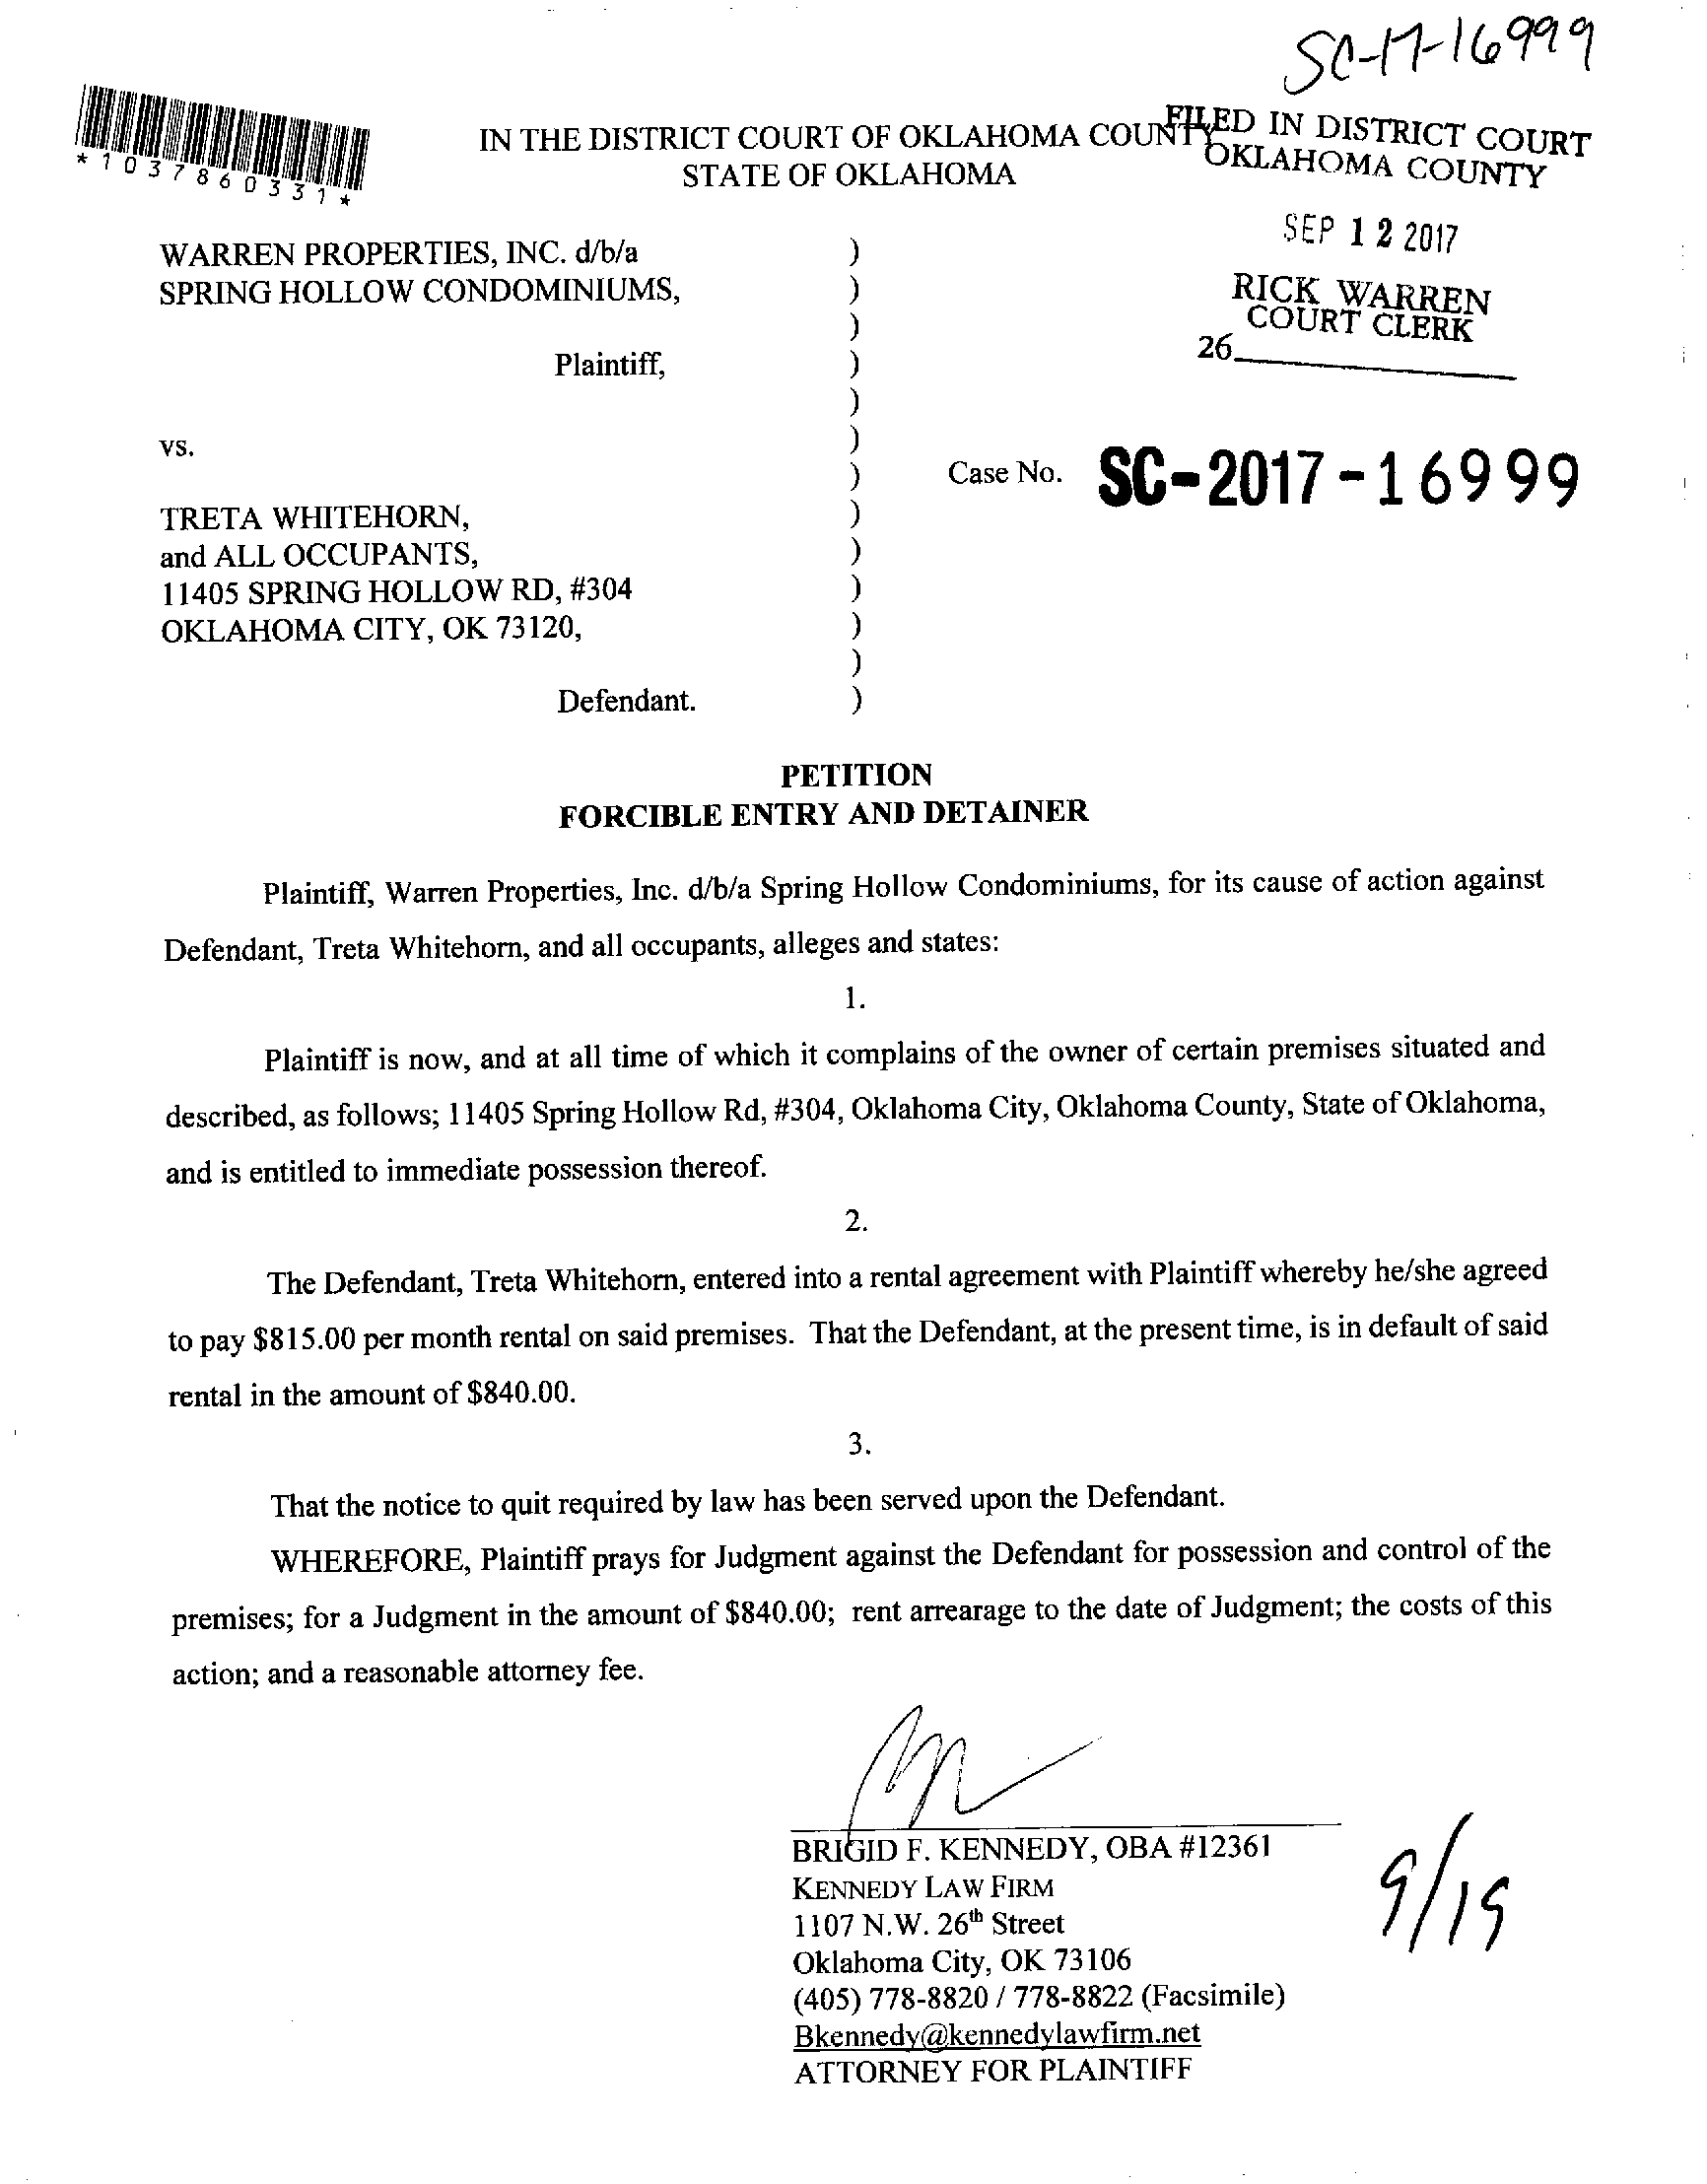 SC-17-16999
*1037860331*
IN THE DISTRICT COURT OF OKLAHOMA COUNTY
STATE OF OKLAHOMA
FILED IN DISTRICT COURT
OKLAHOMA COUNTY
SEP 12 2017
RICK WARREN
COURT CLERK
26
WARREN PROPERTIES, INC. d/b/a )
SPRING HOLLOW CONDOMINIUMS, )
)
Plaintiff, )
)
vs. )
)
Case No. SC-2017-16999
TRETA WHITEHORN, )
and ALL OCCUPANTS, )
11405 SPRING HOLLOW RD, #304 )
OKLAHOMA CITY, OK 73120, )
)
Defendant. )
PETITION
FORCIBLE ENTRY AND DETAINER
Plaintiff, Warren Properties, Inc. d/b/a Spring Hollow Condominiums, for its cause of action against
Defendant, Treta Whitehorn, and all occupants, alleges and states:
1.
Plaintiff is now, and at all time of which it complains of the owner of certain premises situated and
described, as follows; 11405 Spring Hollow Rd, #304, Oklahoma City, Oklahoma County, State of Oklahoma,
and is entitled to immediate possession thereof.
2.
The Defendant, Treta Whitehorn, entered into a rental agreement with Plaintiff whereby he/she agreed
to pay $815.00 per month rental on said premises. That the Defendant, at the present time, is in default of said
rental in the amount of $840.00.
3.
That the notice to quit required by law has been served upon the Defendant.
WHEREFORE, Plaintiff prays for Judgment against the Defendant for possession and control of the
premises; for a Judgment in the amount of $840.00; rent arrearage to the date of Judgment; the costs of this
action; and a reasonable attorney fee.
BRIGID F. KENNEDY, OBA #12361
KENNEDY LAW FIRM
1107 N.W. 26th Street
Oklahoma City, OK 73106
(405) 778-8820 / 778-8822 (Facsimile)
Bkennedy@kennedylawfirm.net
ATTORNEY FOR PLAINTIFF
9/19